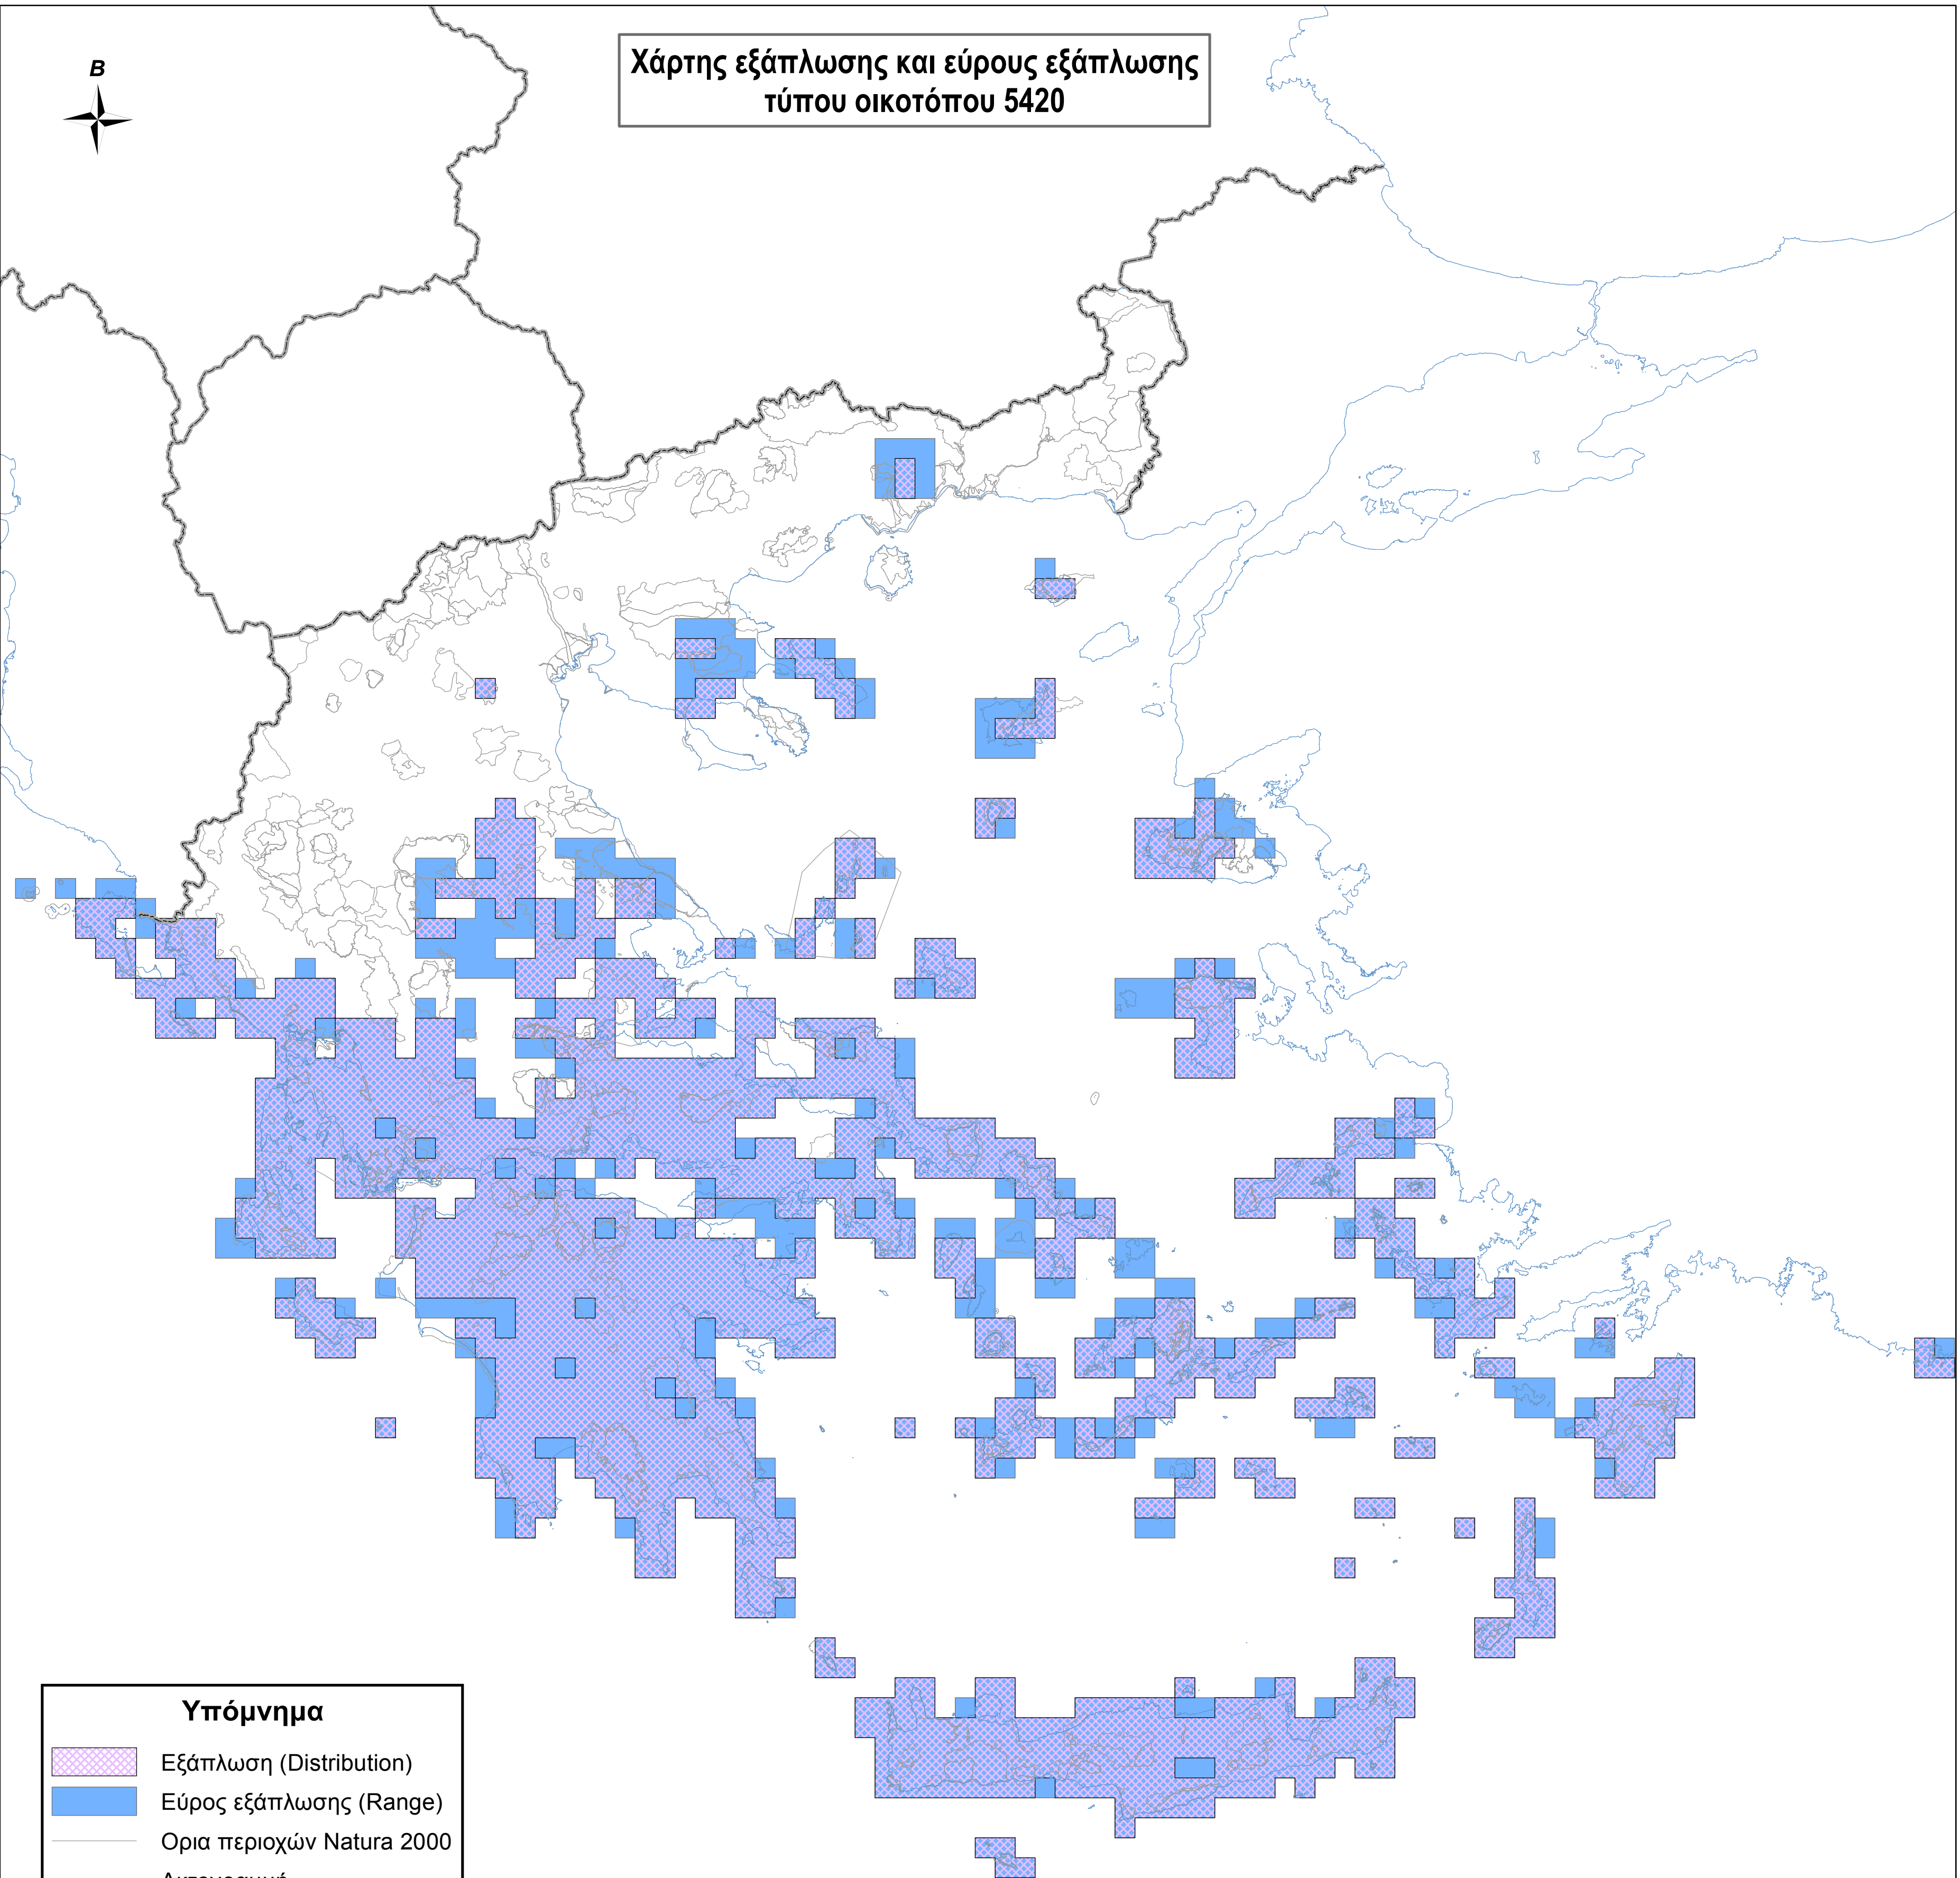 Χάρτης εξάπλωσης και εύρους εξάπλωσης
τύπου οικοτόπου 5420
Β
Υπόμνημα
Εξάπλωση (Distribution)
Εύρος εξάπλωσης (Range)
Ορια περιοχών Natura 2000